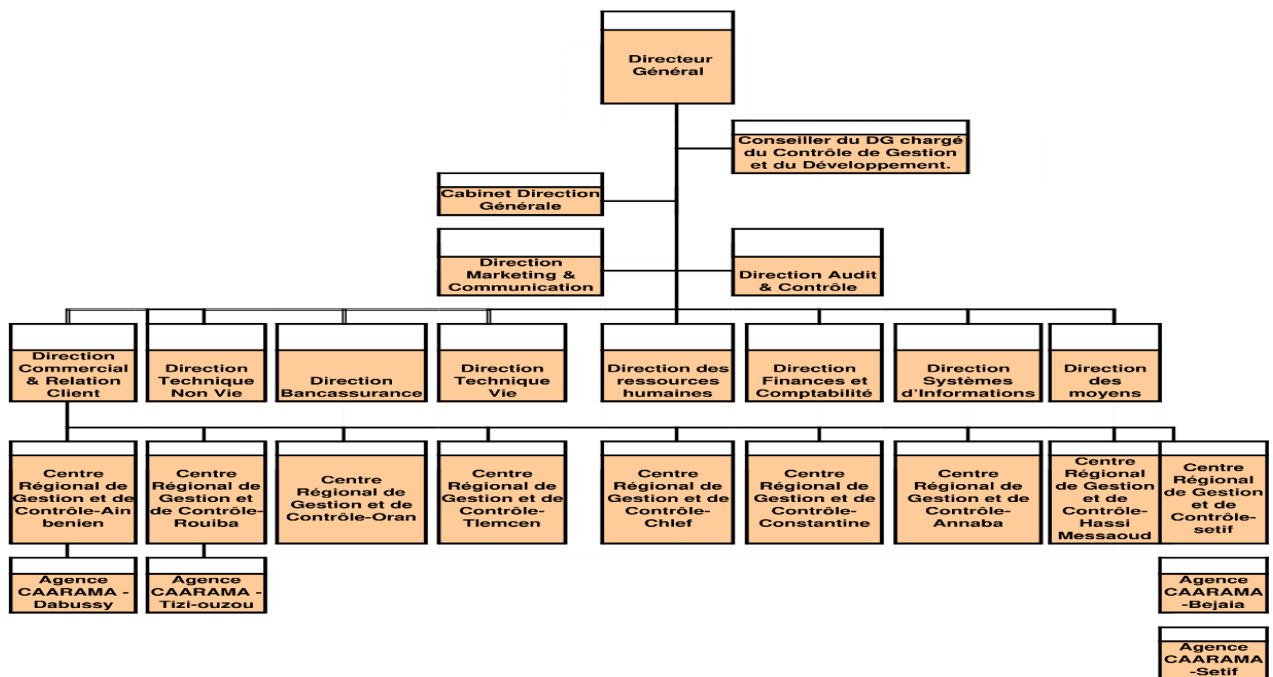 Directeur
Général
Conseiller du DG chargé
du Contrôle de Gestion
et du Développement.
Cabinet Direction
Générale
Direction
Marketing &
Communication
Direction Audit
& Contrôle
Direction
Commercial
& Relation
Client
Direction
Technique
Non Vie
Direction
Bancassurance
Direction
Technique
Vie
Direction des
ressources
humaines
Direction
Finances et
Comptabilité
Direction
Systèmes
d'Informations
Direction
des
moyens
Centre
Régional de
Gestion et de
Contrôle-Ain
benien
Centre
Régional de
Gestion et
de Contrôle-
Rouiba
Centre
Régional de
Gestion et de
Contrôle-Oran
Centre
Régional de
Gestion et de
Contrôle-
Tlemcen
Centre
Régional de
Gestion et de
Contrôle-
Chlef
Centre
Régional de
Gestion et de
Contrôle-
Constantine
Centre
Régional de
Gestion et de
Contrôle-
Annaba
Centre
Régional
de Gestion
et de
Contrôle-
Hassi
Messaoud
Centre
Régional
de Gestion
et de
Contrôle-
setif
Agence
CAARAMA -
Dabussy
Agence
CAARAMA -
Tizi-ouzou
Agence
CAARAMA
-Bejaia
Agence
CAARAMA
-Setif